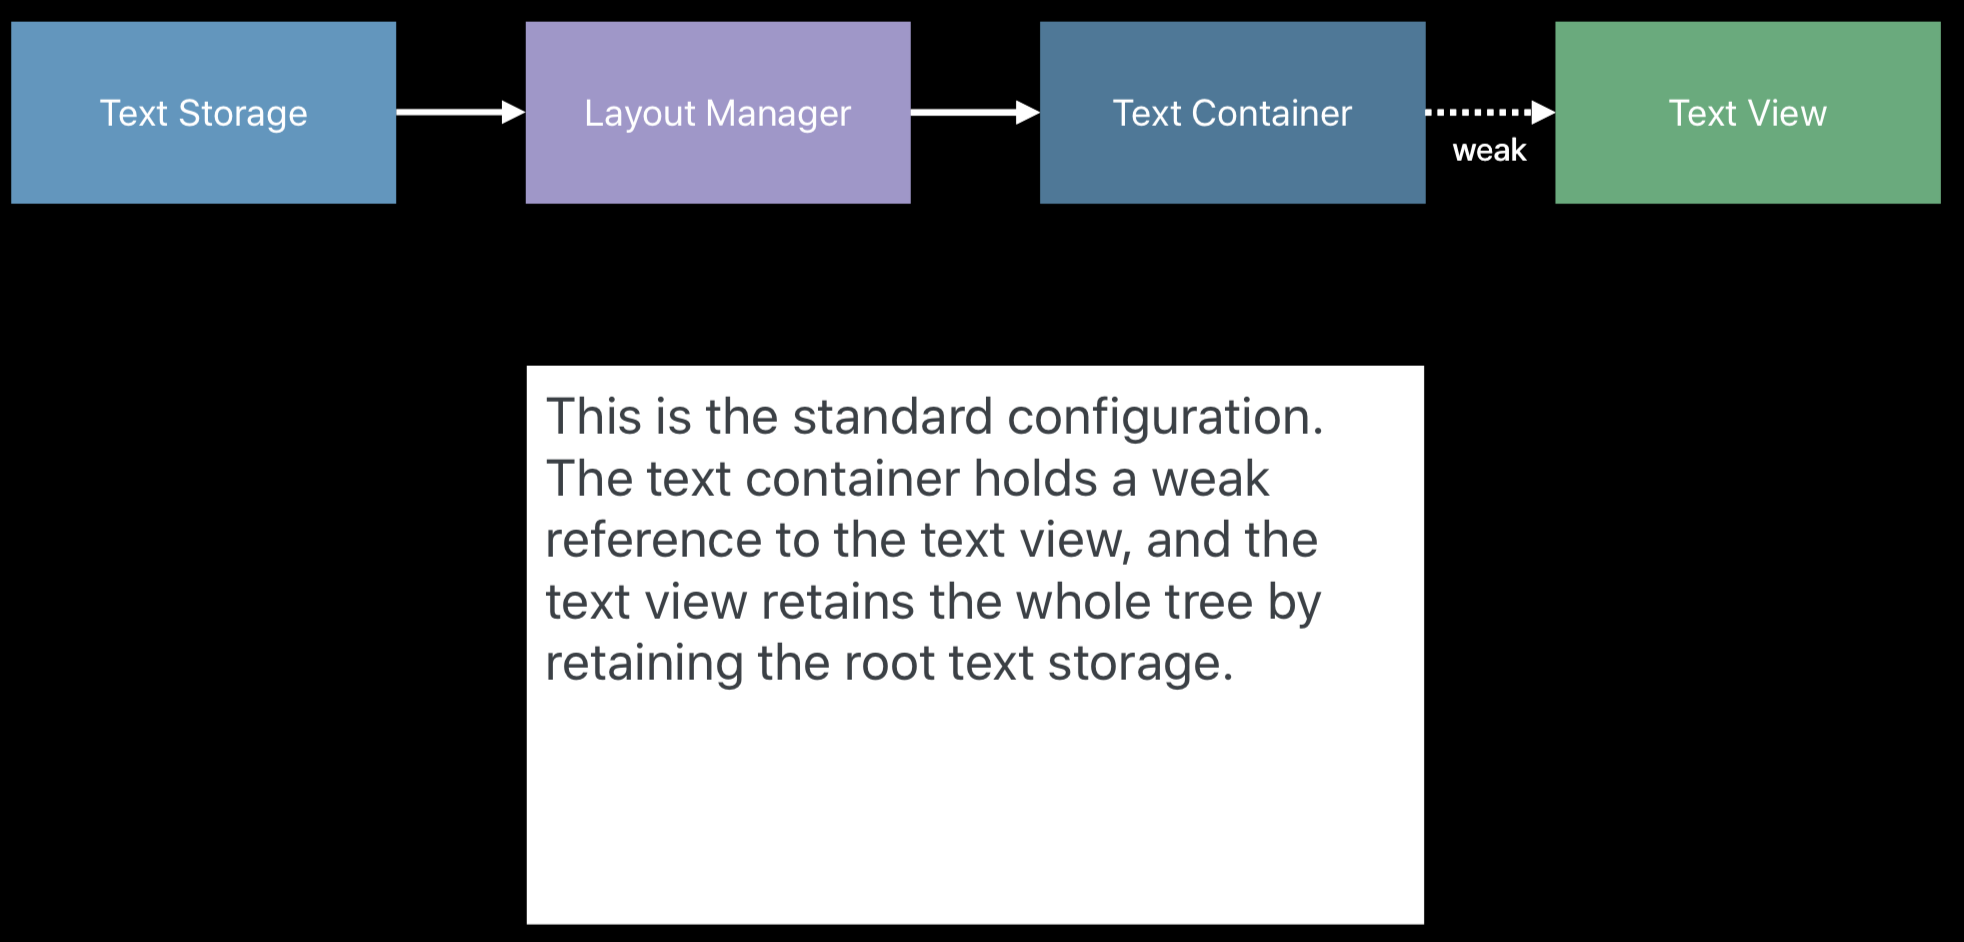 Text Storage
Layout Manager
Text Container
Text View
weak
This is the standard configuration.
The text container holds a weak
reference to the text view, and the
text view retains the whole tree by
retaining the root text storage.